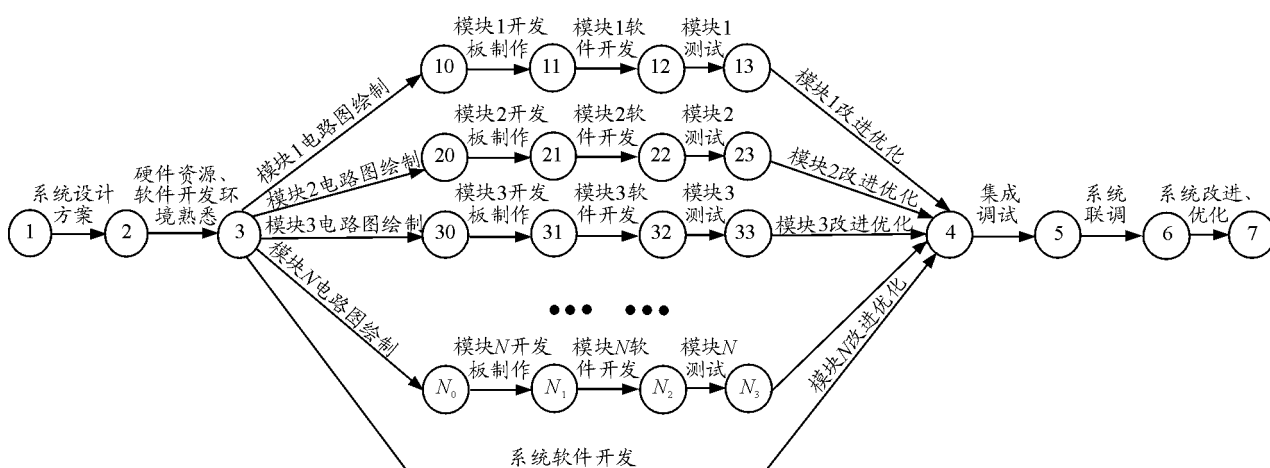 模块1开发
板制作
模块1软
件开发
模块1
测试
10
11
12
13
模块1电路图绘制
模块1改进优化
模块2开发
板制作
模块2软
件开发
模块2
测试
20
21
22
23
模块2电路图绘制
模块2改进优化
系统设计
方案
硬件资源、
软件开发环
境熟悉
模块3开发
板制作
模块3软
件开发
模块3
测试
集成
调试
系统
联调
系统改进、
优化
1
2
3
模块3电路图绘制
30
31
32
33
模块3改进优化
4
5
6
7
模块N电路图绘制
模块N改进优化
模块N开发
板制作
模块N软
件开发
模块N
测试
N₀
N₁
N₂
N₃
系统软件开发